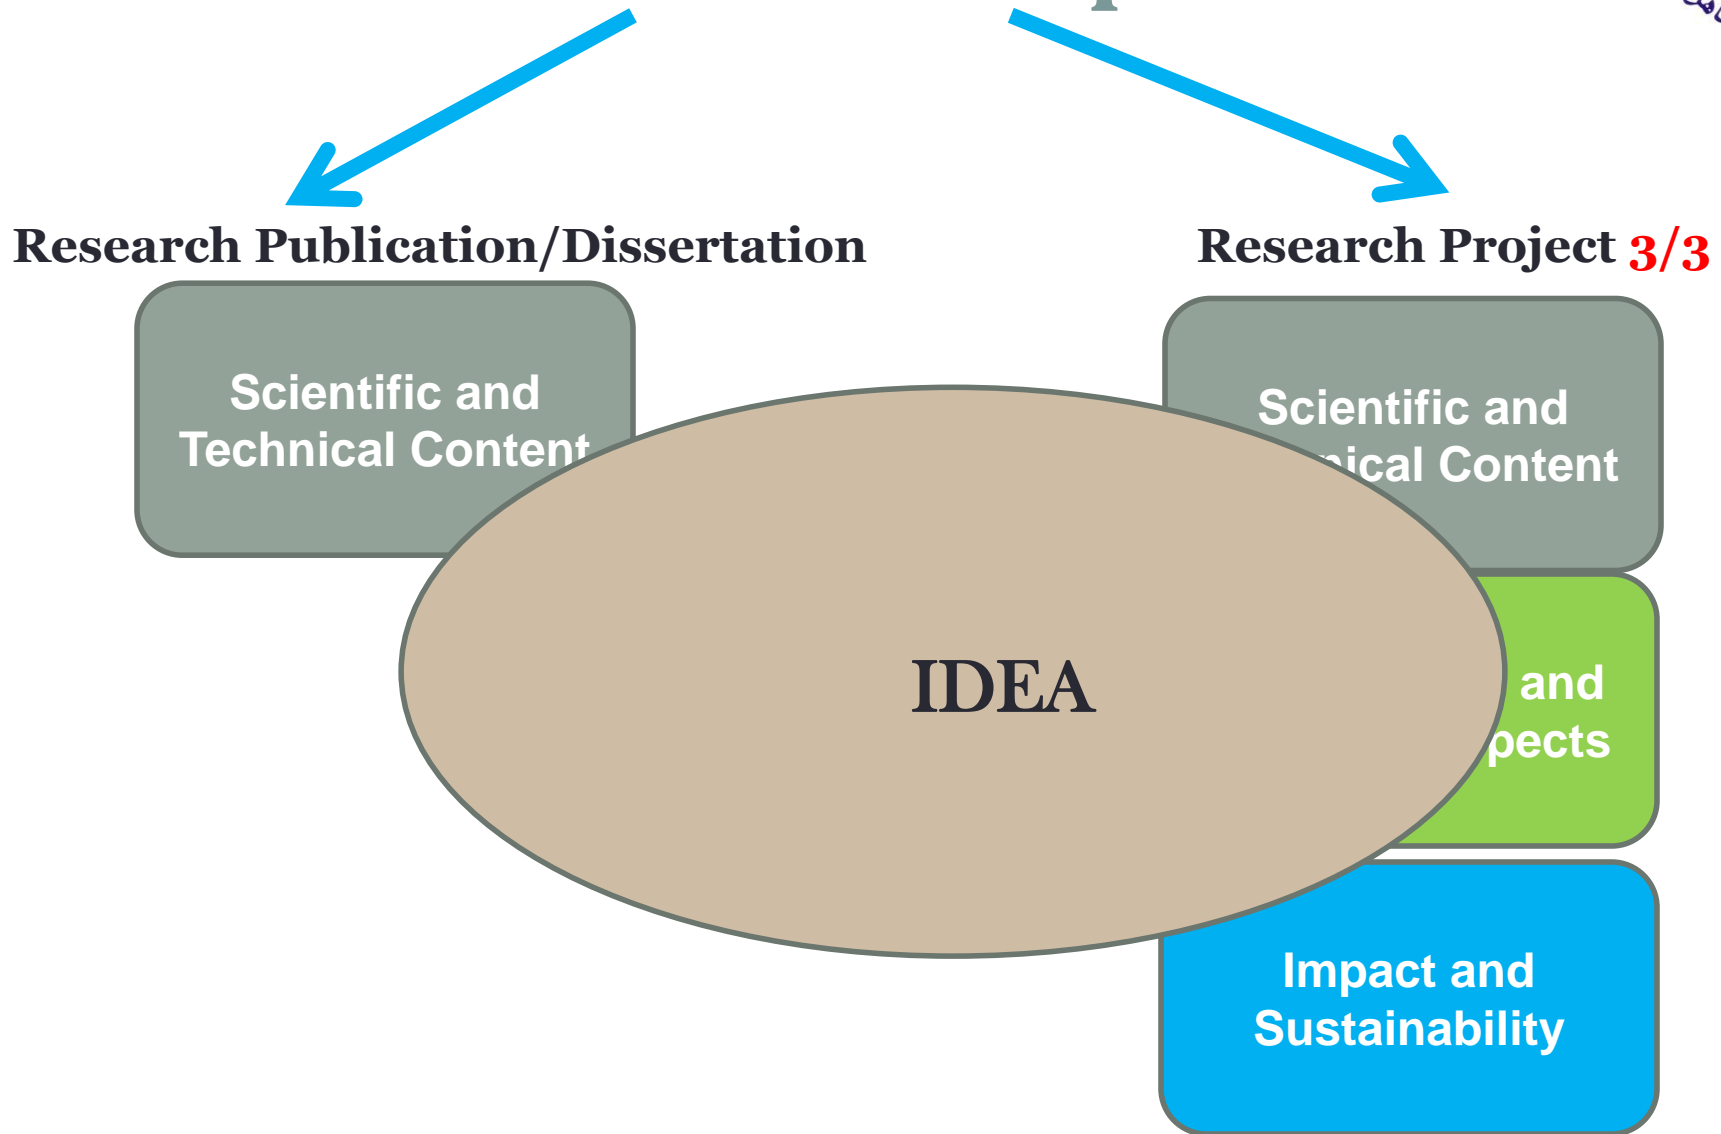 Research Publication/Dissertation
Research Project 3/3
Scientific and
Technical Content
Scientific and
nical Content
IDEA
and
pects
Impact and
Sustainability